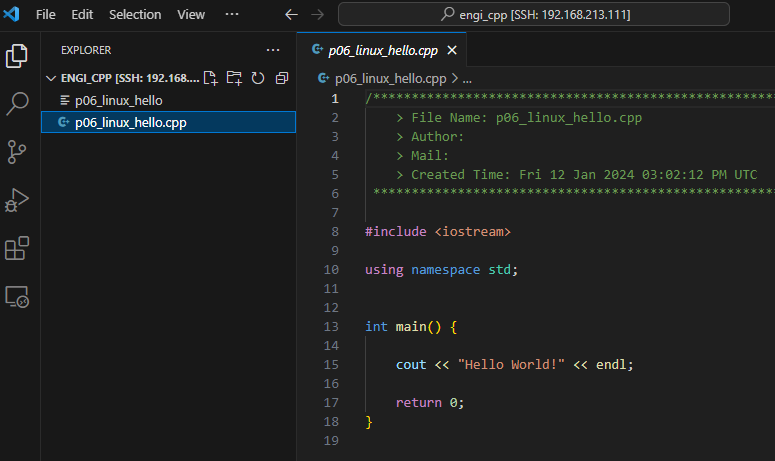 File Edit Selection View ··· engi_cpp [SSH: 192.168.213.111]
EXPLORER ···
ENGI_CPP [SSH: 192.168....
p06_linux_hello
p06_linux_hello.cpp
p06_linux_hello.cpp
p06_linux_hello.cpp > ...
1 /****************************************************
2 > File Name: p06_linux_hello.cpp
3 > Author:
4 > Mail:
5 > Created Time: Fri 12 Jan 2024 03:02:12 PM UTC
6 ****************************************************
7
8 #include <iostream>
9
10 using namespace std;
11
12
13 int main() {
14
15 cout << "Hello World!" << endl;
16
17 return 0;
18 }
19